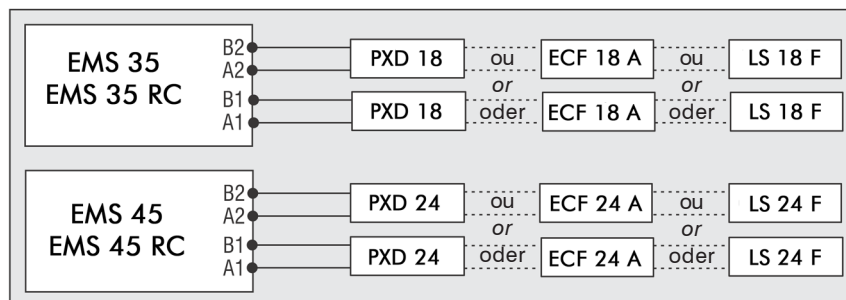 EMS 35
EMS 35 RC
B2
A2
B1
A1
PXD 18
ou
ECF 18 A
ou
LS 18 F
or
or
PXD 18
oder
ECF 18 A
oder
LS 18 F
EMS 45
EMS 45 RC
B2
A2
B1
A1
PXD 24
ou
ECF 24 A
ou
LS 24 F
or
or
PXD 24
oder
ECF 24 A
oder
LS 24 F